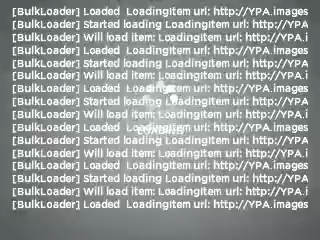 [BulkLoader] Loaded  LoadingItem url: http://YPA.images
[BulkLoader] Started loading LoadingItem url: http://YPA
[BulkLoader] Will load item: LoadingItem url: http://YPA.i
[BulkLoader] Loaded  LoadingItem url: http://YPA.images
[BulkLoader] Started loading LoadingItem url: http://YPA
[BulkLoader] Will load item: LoadingItem url: http://YPA.i
[BulkLoader] Loaded  LoadingItem url: http://YPA.images
[BulkLoader] Started loading LoadingItem url: http://YPA
[BulkLoader] Will load item: LoadingItem url: http://YPA.i
[BulkLoader] Loaded  LoadingItem url: http://YPA.images
[BulkLoader] Started loading LoadingItem url: http://YPA
[BulkLoader] Will load item: LoadingItem url: http://YPA.i
[BulkLoader] Loaded  LoadingItem url: http://YPA.images
[BulkLoader] Started loading LoadingItem url: http://YPA
[BulkLoader] Will load item: LoadingItem url: http://YPA.i
[BulkLoader] Loaded  LoadingItem url: http://YPA.images